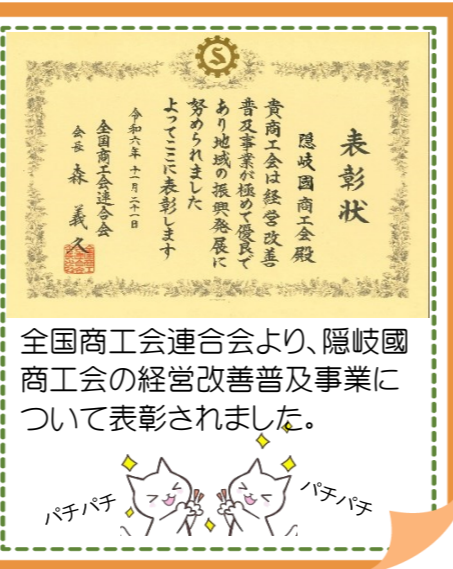 表彰状
隠岐國商工会殿
貴商工会は経営改善
普及事業が極めて優良で
あり地域の振興発展に
努められました
よってここに表彰します
令和六年十一月二十一日
全国商工会連合会
会長 森 義久
全国商工会連合会より、隠岐國
商工会の経営改善普及事業に
ついて表彰されました。
パチパチ
パチパチ